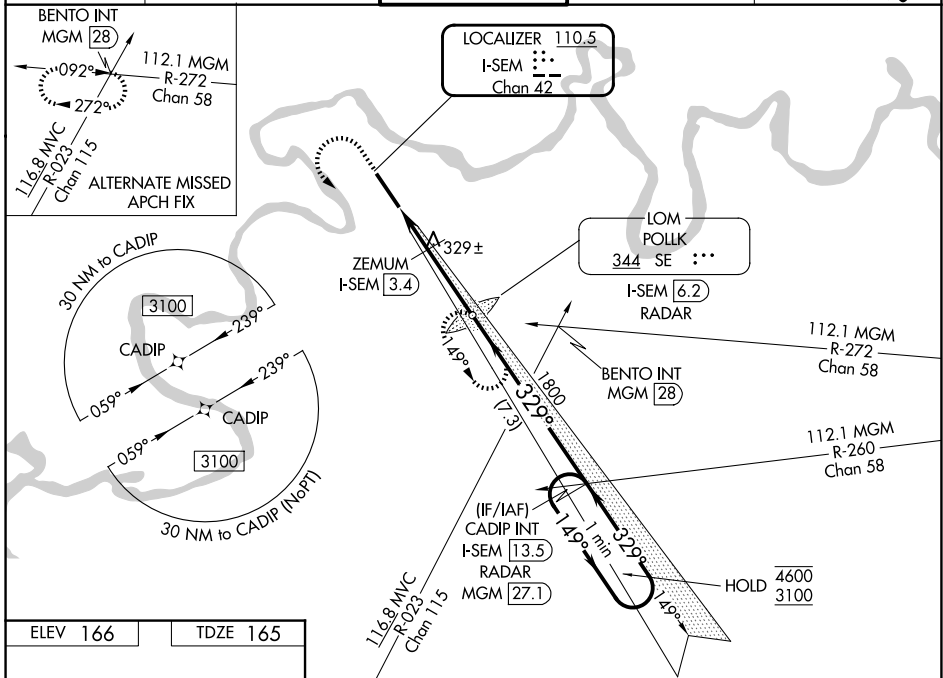 BENTO INT
MGM 28
112.1 MGM
R-272
Chan 58
092°
272°
116.8 MVC
R-023
Chan 115
ALTERNATE MISSED
APCH FIX
LOCALIZER 110.5
I-SEM
Chan 42
30 NM to CADIP
3100
239°
CADIP
059°
239°
CADIP
059°
3100
30 NM to CADIP (NoPT)
329 ±
ZEMUM
I-SEM 3.4
LOM
POLLK
344 SE
I-SEM 6.2
RADAR
149°
1800
329°
(7.3)
BENTO INT
MGM 28
112.1 MGM
R-272
Chan 58
112.1 MGM
R-260
Chan 58
(IF/IAF)
CADIP INT
I-SEM 13.5
RADAR
MGM 27.1
149°
1 min
329°
149°
HOLD 4600
3100
116.8 MVC
R-023
Chan 115
ELEV 166
TDZE 165